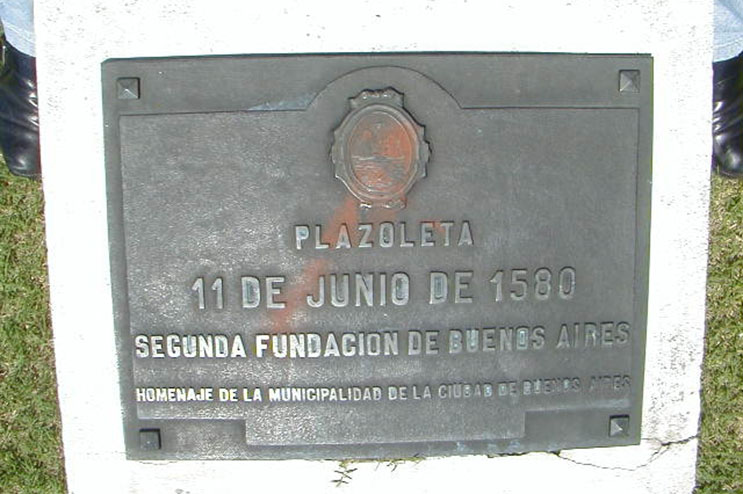 PLAZOLETA
11 DE JUNIO DE 1580
SEGUNDA FUNDACION DE BUENOS AIRES
HOMENAJE DE LA MUNICIPALIDAD DE LA CIUDAD DE BUENOS AIRES